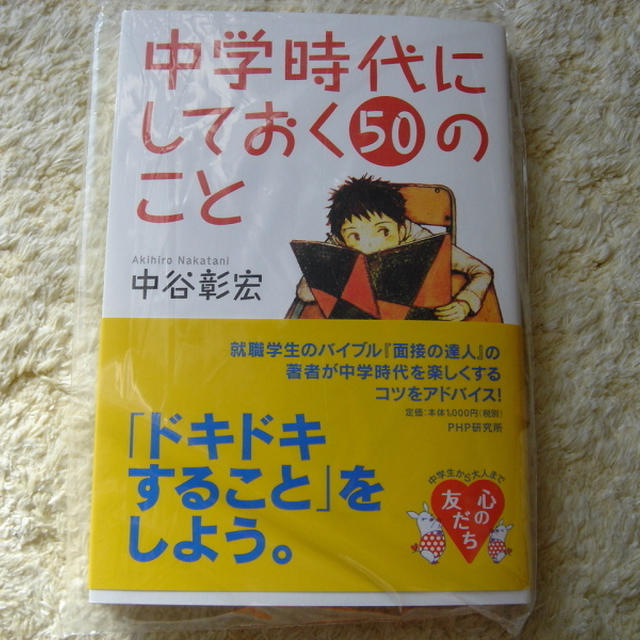 中学時代に
しておく50の
こと
Akihiro Nakatani
中谷彰宏
就職学生のバイブル『面接の達人』の
著者が中学時代を楽しくする
コツをアドバイス!
定価:本体1,000円(税別)
PHP研究所
「ドキドキ
すること」を
しよう。
中学生から大人まで
心の
友だち